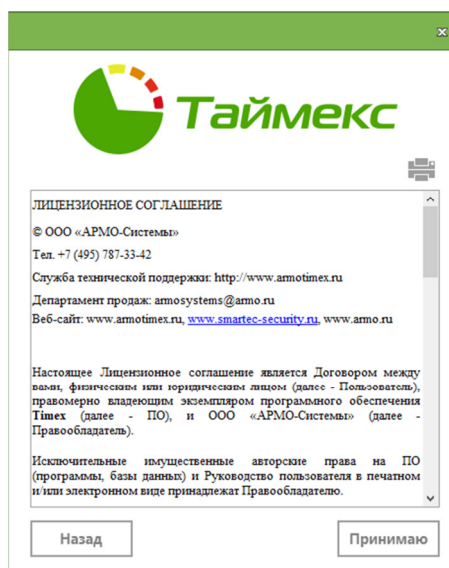 Таймекс
ЛИЦЕНЗИОННОЕ СОГЛАШЕНИЕ
© ООО «АРМО-Системы»
Тел. +7 (495) 787-33-42
Служба технической поддержки: http://www.armotimex.ru
Департамент продаж: armosystems@armo.ru
Веб-сайт: www.armotimex.ru, www.smartec-security.ru, www.armo.ru
Настоящее Лицензионное соглашение является Договором между
вами, физическим или юридическим лицом (далее - Пользователь),
правомерно владеющим экземпляром программного обеспечения
Timex (далее - ПО), и ООО «АРМО-Системы» (далее -
Правообладатель).
Исключительные имущественные авторские права на ПО
(программы, базы данных) и Руководство пользователя в печатном
и/или электронном виде принадлежат Правообладателю.
Назад
Принимаю